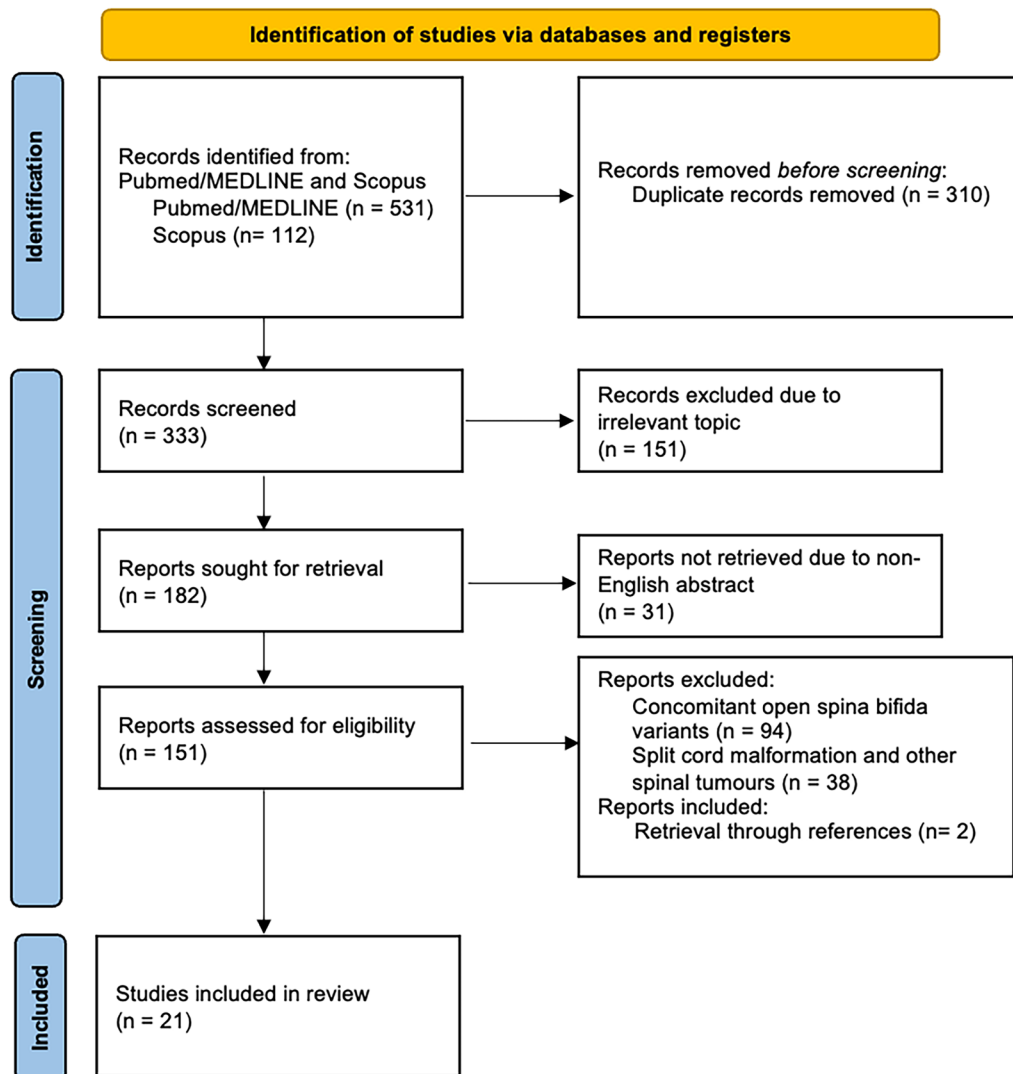 Identification of studies via databases and registers
Identification
Records identified from:
Pubmed/MEDLINE and Scopus
Pubmed/MEDLINE (n = 531)
Scopus (n= 112)
Records removed before screening:
Duplicate records removed (n = 310)
Screening
Records screened
(n = 333)
Records excluded due to
irrelevant topic
(n = 151)
Reports sought for retrieval
(n = 182)
Reports not retrieved due to non-
English abstract
(n = 31)
Reports assessed for eligibility
(n = 151)
Reports excluded:
Concomitant open spina bifida
variants (n = 94)
Split cord malformation and other
spinal tumours (n = 38)
Reports included:
Retrieval through references (n= 2)
Included
Studies included in review
(n = 21)